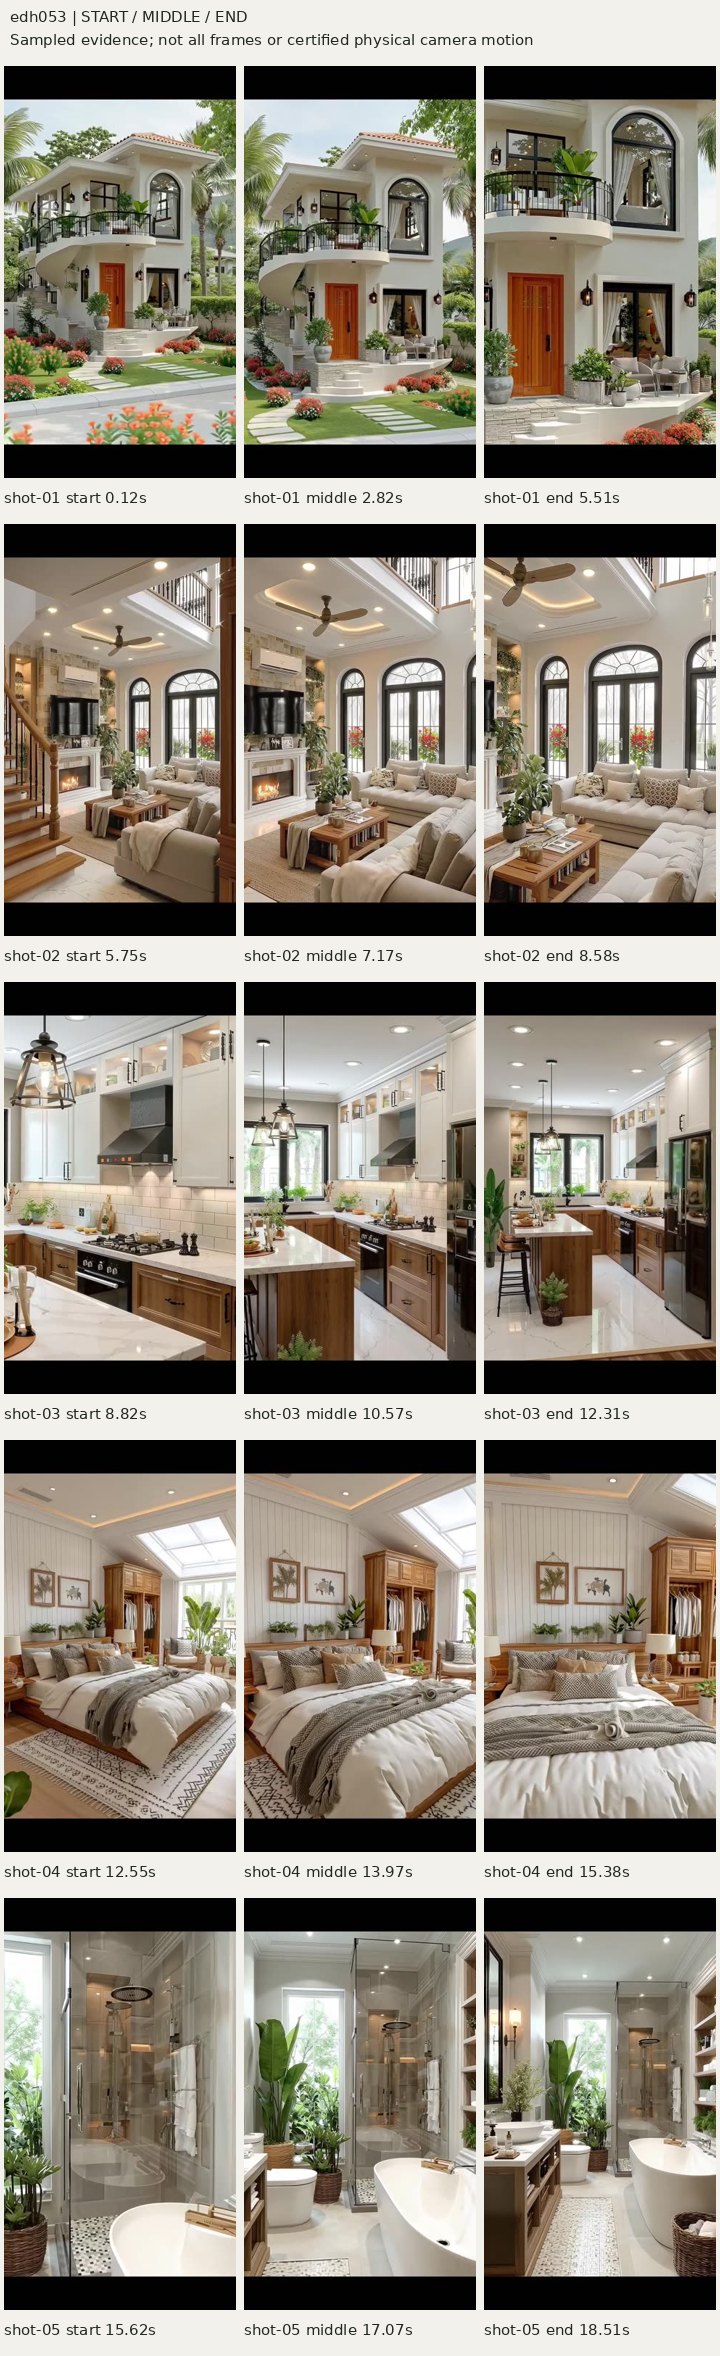 edh053 | START / MIDDLE / END
Sampled evidence; not all frames or certified physical camera motion
shot-01 start 0.12s
shot-01 middle 2.82s
shot-01 end 5.51s
shot-02 start 5.75s
shot-02 middle 7.17s
shot-02 end 8.58s
shot-03 start 8.82s
shot-03 middle 10.57s
shot-03 end 12.31s
shot-04 start 12.55s
shot-04 middle 13.97s
shot-04 end 15.38s
shot-05 start 15.62s
shot-05 middle 17.07s
shot-05 end 18.51s